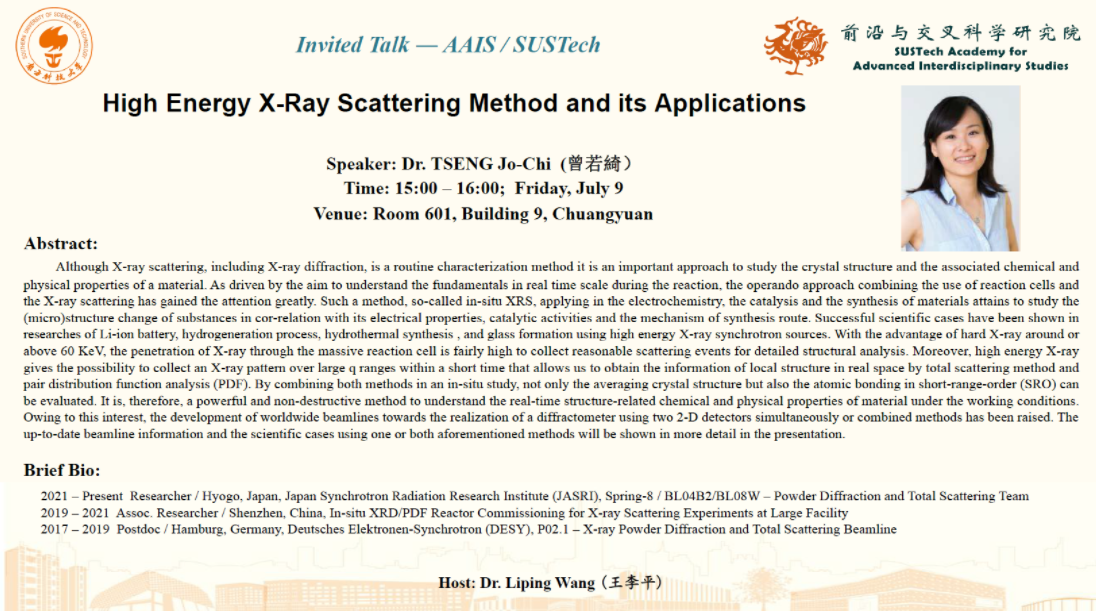 SOUTHERN UNIVERSITY OF SCIENCE AND TECHNOLOGY
南方科技大学
Invited Talk — AAIS / SUSTech
前沿与交叉科学研究院
SUSTech Academy for
Advanced Interdisciplinary Studies
High Energy X-Ray Scattering Method and its Applications
Speaker: Dr. TSENG Jo-Chi (曾若綺)
Time: 15:00 – 16:00; Friday, July 9
Venue: Room 601, Building 9, Chuangyuan
Abstract:
Although X-ray scattering, including X-ray diffraction, is a routine characterization method it is an important approach to study the crystal structure and the associated chemical and
physical properties of a material. As driven by the aim to understand the fundamentals in real time scale during the reaction, the operando approach combining the use of reaction cells and
the X-ray scattering has gained the attention greatly. Such a method, so-called in-situ XRS, applying in the electrochemistry, the catalysis and the synthesis of materials attains to study the
(micro)structure change of substances in cor-relation with its electrical properties, catalytic activities and the mechanism of synthesis route. Successful scientific cases have been shown in
researches of Li-ion battery, hydrogeneration process, hydrothermal synthesis , and glass formation using high energy X-ray synchrotron sources. With the advantage of hard X-ray around or
above 60 KeV, the penetration of X-ray through the massive reaction cell is fairly high to collect reasonable scattering events for detailed structural analysis. Moreover, high energy X-ray
gives the possibility to collect an X-ray pattern over large q ranges within a short time that allows us to obtain the information of local structure in real space by total scattering method and
pair distribution function analysis (PDF). By combining both methods in an in-situ study, not only the averaging crystal structure but also the atomic bonding in short-range-order (SRO) can
be evaluated. It is, therefore, a powerful and non-destructive method to understand the real-time structure-related chemical and physical properties of material under the working conditions.
Owing to this interest, the development of worldwide beamlines towards the realization of a diffractometer using two 2-D detectors simultaneously or combined methods has been raised. The
up-to-date beamline information and the scientific cases using one or both aforementioned methods will be shown in more detail in the presentation.
Brief Bio:
2021 – Present Researcher / Hyogo, Japan, Japan Synchrotron Radiation Research Institute (JASRI), Spring-8 / BL04B2/BL08W – Powder Diffraction and Total Scattering Team
2019 – 2021 Assoc. Researcher / Shenzhen, China, In-situ XRD/PDF Reactor Commissioning for X-ray Scattering Experiments at Large Facility
2017 – 2019 Postdoc / Hamburg, Germany, Deutsches Elektronen-Synchrotron (DESY), P02.1 – X-ray Powder Diffraction and Total Scattering Beamline
Host: Dr. Liping Wang (王李平)